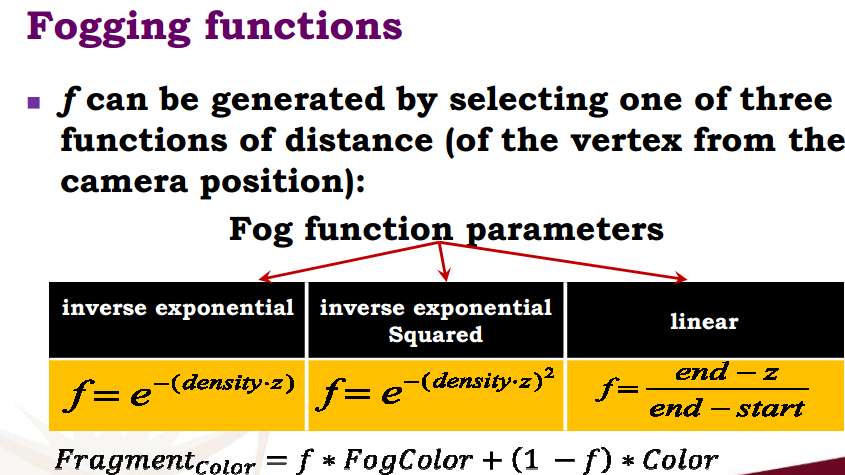 Fogging functions
▪ f can be generated by selecting one of three
functions of distance (of the vertex from the
camera position):
Fog function parameters
inverse exponential
inverse exponential
Squared
linear
f= e^{-(density·z)}
f= e^{-(density·z)^2}
f= \frac{end - z}{end - start}
Fragment_{Color} = f * FogColor + (1 - f) * Color